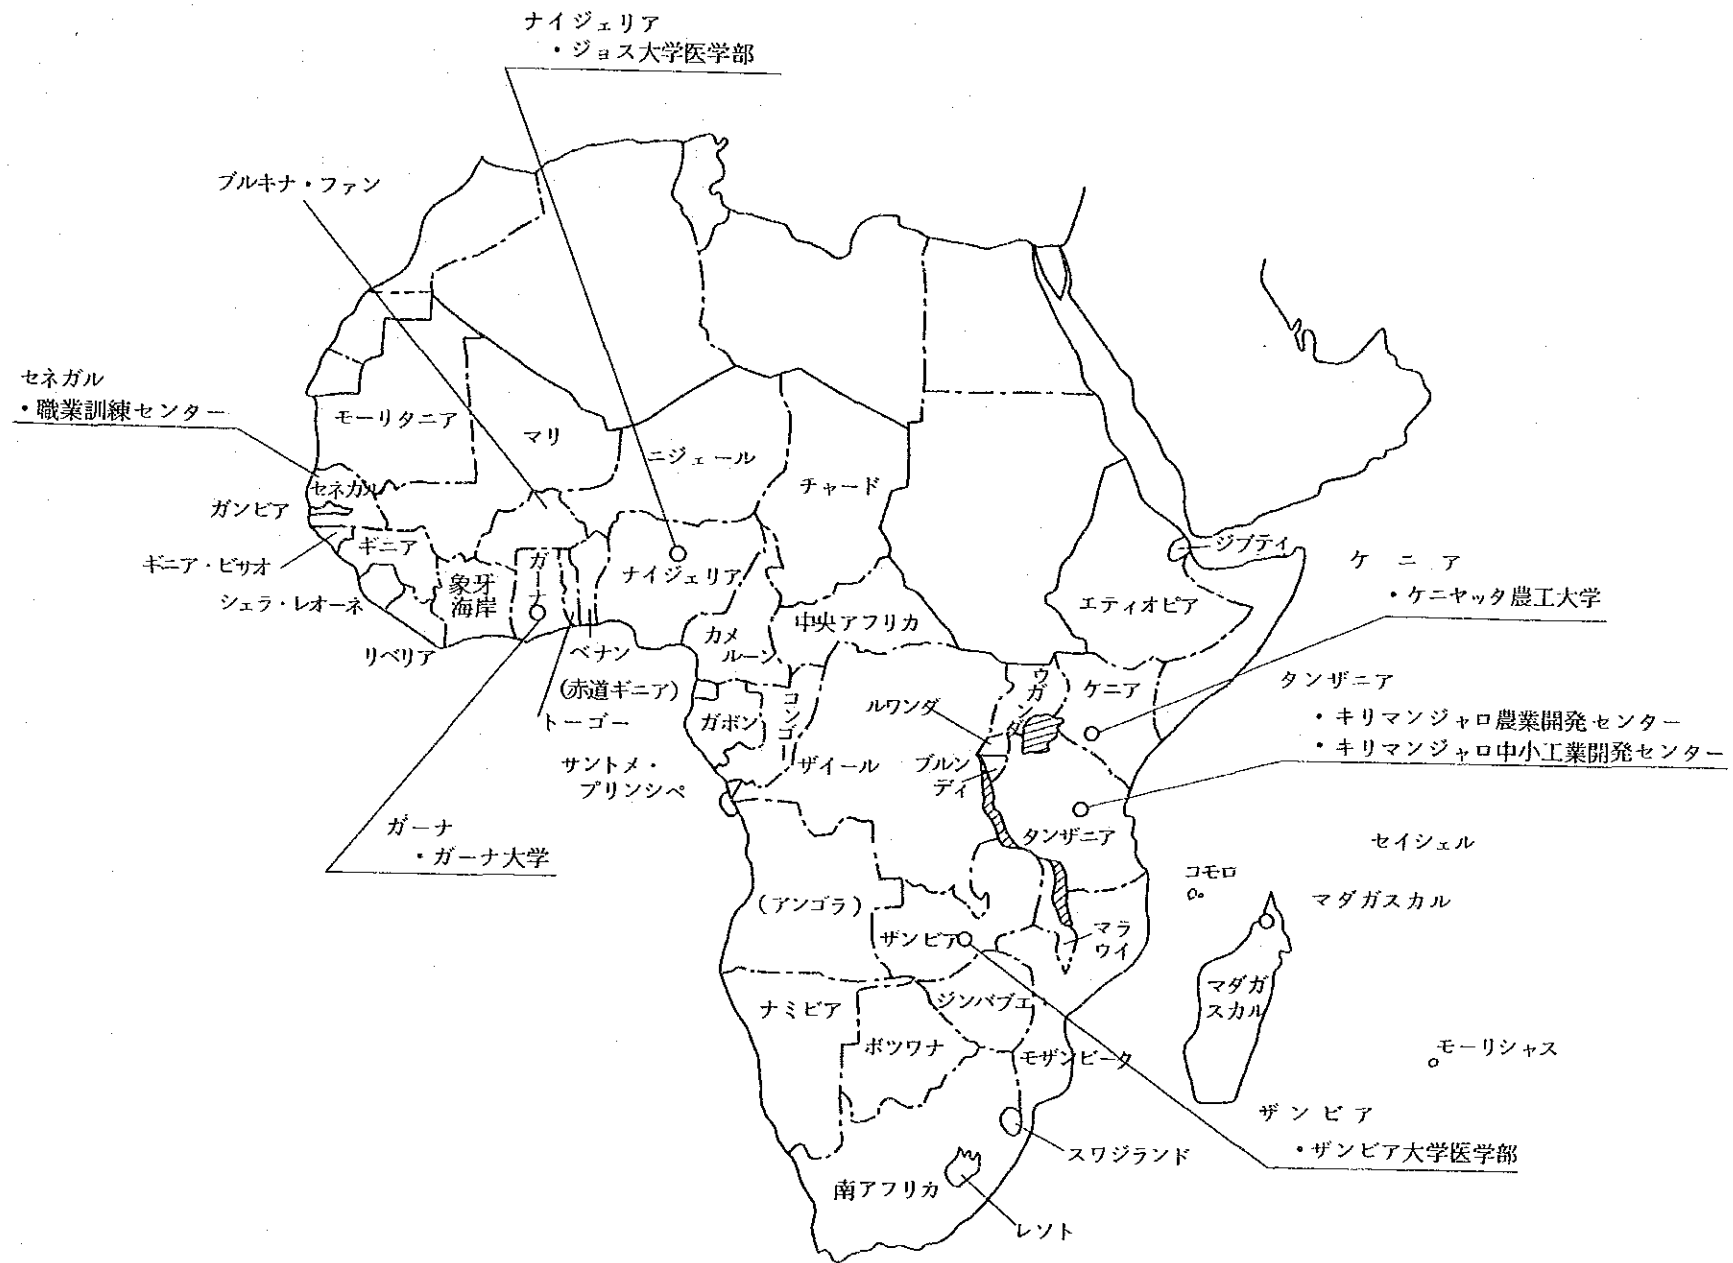 ナイジェリア
・ジョス大学医学部
ブルキナ・ファン
セネガル
・職業訓練センター
モーリタニア
マリ
ニジェール
チャード
セネガル
ガンビア
ギニア・ビサオ
ギニア
シェラ・レオーネ
リベリア
象牙
海岸
ガーナ
ナイジェリア
ベナン
(赤道ギニア)
トーゴー
サントメ・
プリンシペ
カメ
ルーン
中央アフリカ
ガボン
コンゴー
ザイール
ルワンダ
ブルン
ディ
ウガンダ
ケニア
エティオピア
ジブティ
ケニア
・ケニヤッタ農工大学
タンザニア
・キリマンジャロ農業開発センター
・キリマンジャロ中小工業開発センター
ガーナ
・ガーナ大学
タンザニア
セイシェル
コモロ
マダガスカル
(アンゴラ)
ザンビア
マラ
ウイ
マダガ
スカル
ナミビア
ジンバブエ
ボツワナ
モザンビータ
モーリシャス
ザンビア
・ザンビア大学医学部
スワジランド
南アフリカ
レソト